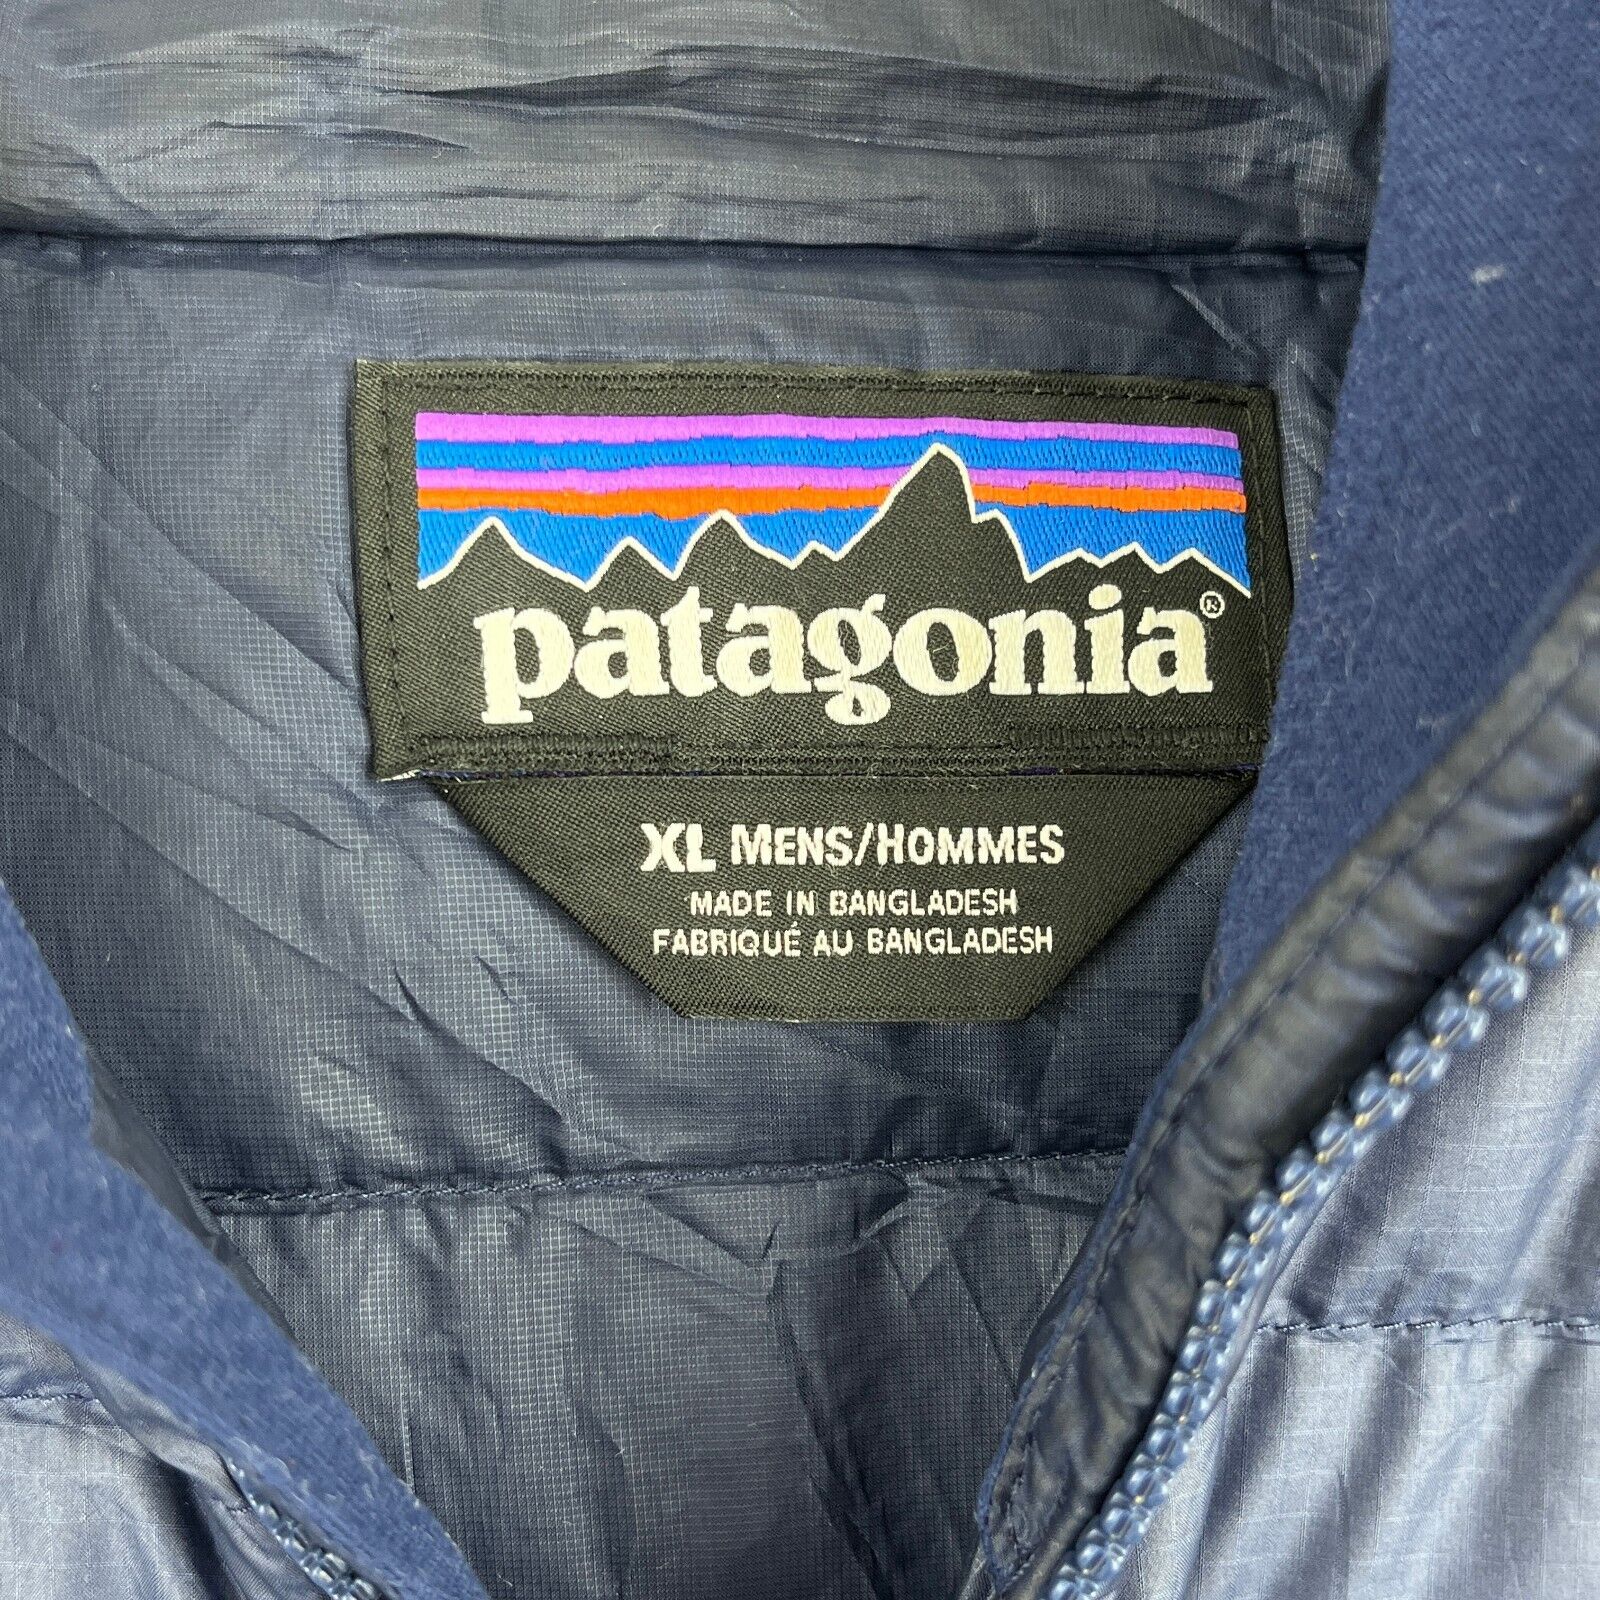 patagonia®
XL MENS/HOMMES
MADE IN BANGLADESH
FABRIQUÉ AU BANGLADESH